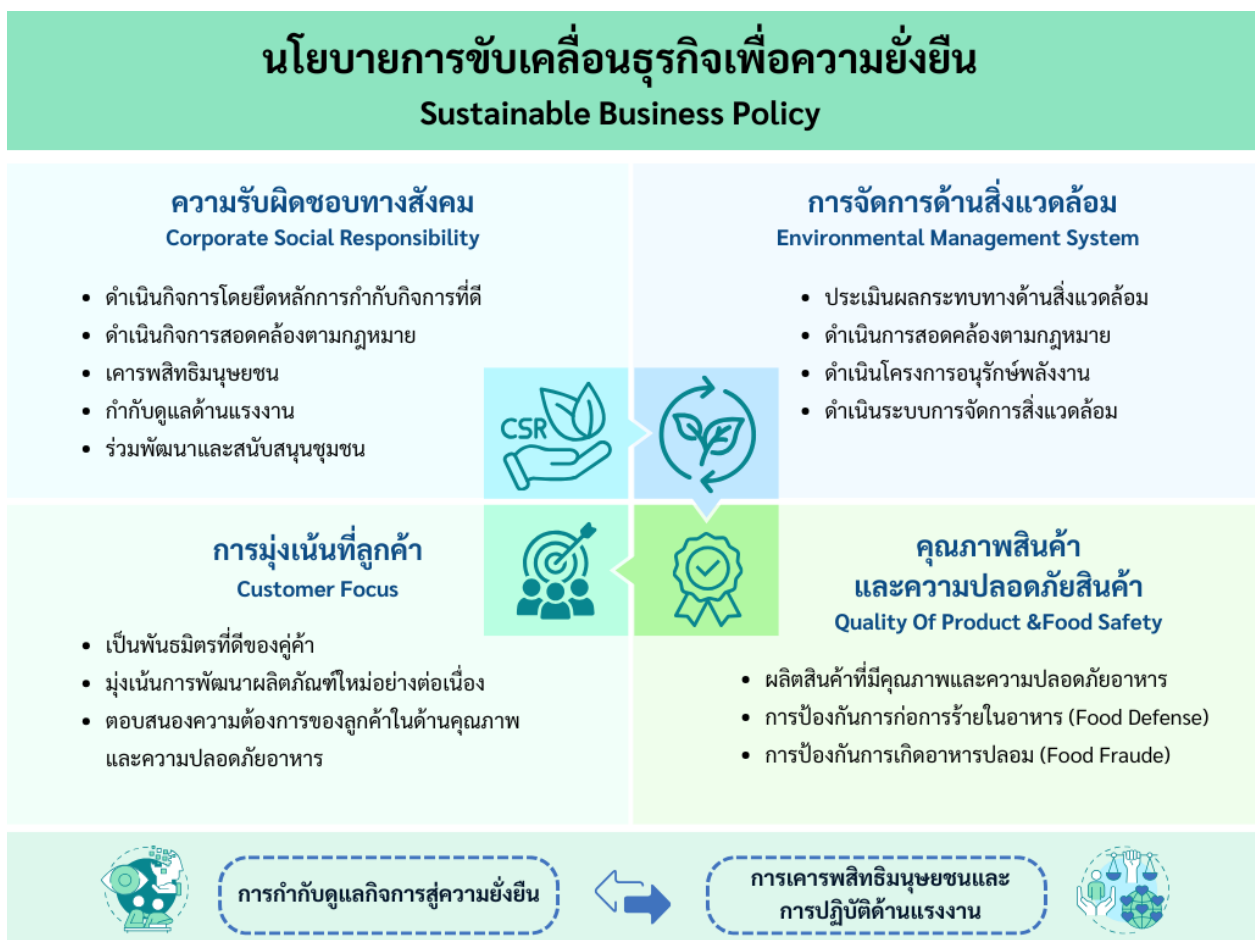 นโยบายการขับเคลื่อนธุรกิจเพื่อความยั่งยืน
Sustainable Business Policy
ความรับผิดชอบทางสังคม
Corporate Social Responsibility
• ดำเนินกิจการโดยยึดหลักการกำกับกิจการที่ดี
• ดำเนินกิจการสอดคล้องตามกฎหมาย
• เคารพสิทธิมนุษยชน
• กำกับดูแลด้านแรงงาน
• ร่วมพัฒนาและสนับสนุนชุมชน
CSR
การจัดการด้านสิ่งแวดล้อม
Environmental Management System
• ประเมินผลกระทบทางด้านสิ่งแวดล้อม
• ดำเนินการสอดคล้องตามกฎหมาย
• ดำเนินโครงการอนุรักษ์พลังงาน
• ดำเนินระบบการจัดการสิ่งแวดล้อม
การมุ่งเน้นที่ลูกค้า
Customer Focus
• เป็นพันธมิตรที่ดีของคู่ค้า
• มุ่งเน้นการพัฒนาผลิตภัณฑ์ใหม่อย่างต่อเนื่อง
• ตอบสนองความต้องการของลูกค้าในด้านคุณภาพ
และความปลอดภัยอาหาร
คุณภาพสินค้า
และความปลอดภัยสินค้า
Quality Of Product &Food Safety
• ผลิตสินค้าที่มีคุณภาพและความปลอดภัยอาหาร
• การป้องกันการก่อการร้ายในอาหาร (Food Defense)
• การป้องกันการเกิดอาหารปลอม (Food Fraude)
การกำกับดูแลกิจการสู่ความยั่งยืน
การเคารพสิทธิมนุษยชนและ
การปฏิบัติด้านแรงงาน